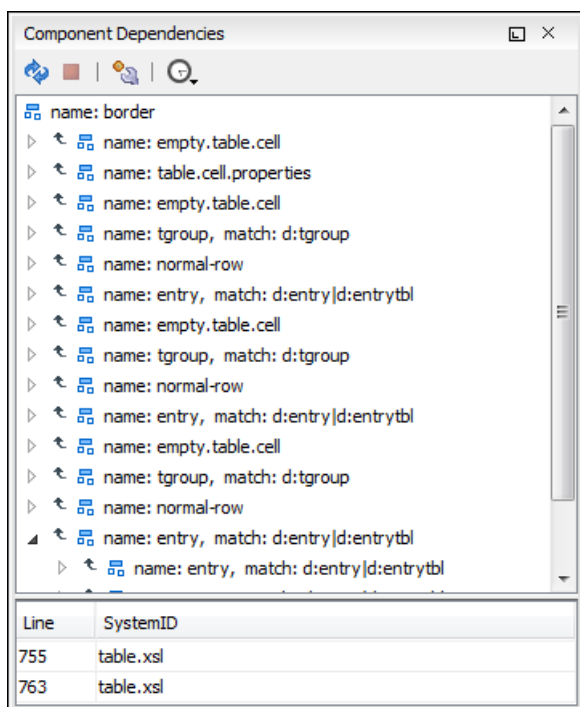 Component Dependencies
name: border
name: empty.table.cell
name: table.cell.properties
name: empty.table.cell
name: tgroup, match: d:tgroup
name: normal-row
name: entry, match: d:entry|d:entrytbl
name: empty.table.cell
name: tgroup, match: d:tgroup
name: normal-row
name: entry, match: d:entry|d:entrytbl
name: empty.table.cell
name: tgroup, match: d:tgroup
name: normal-row
name: entry, match: d:entry|d:entrytbl
name: entry, match: d:entry|d:entrytbl
Line SystemID
755 table.xsl
763 table.xsl